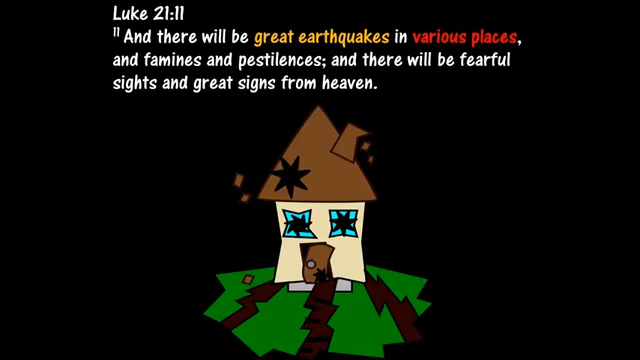 Luke 21:11
11 And there will be great earthquakes in various places,
and famines and pestilences; and there will be fearful
sights and great signs from heaven.